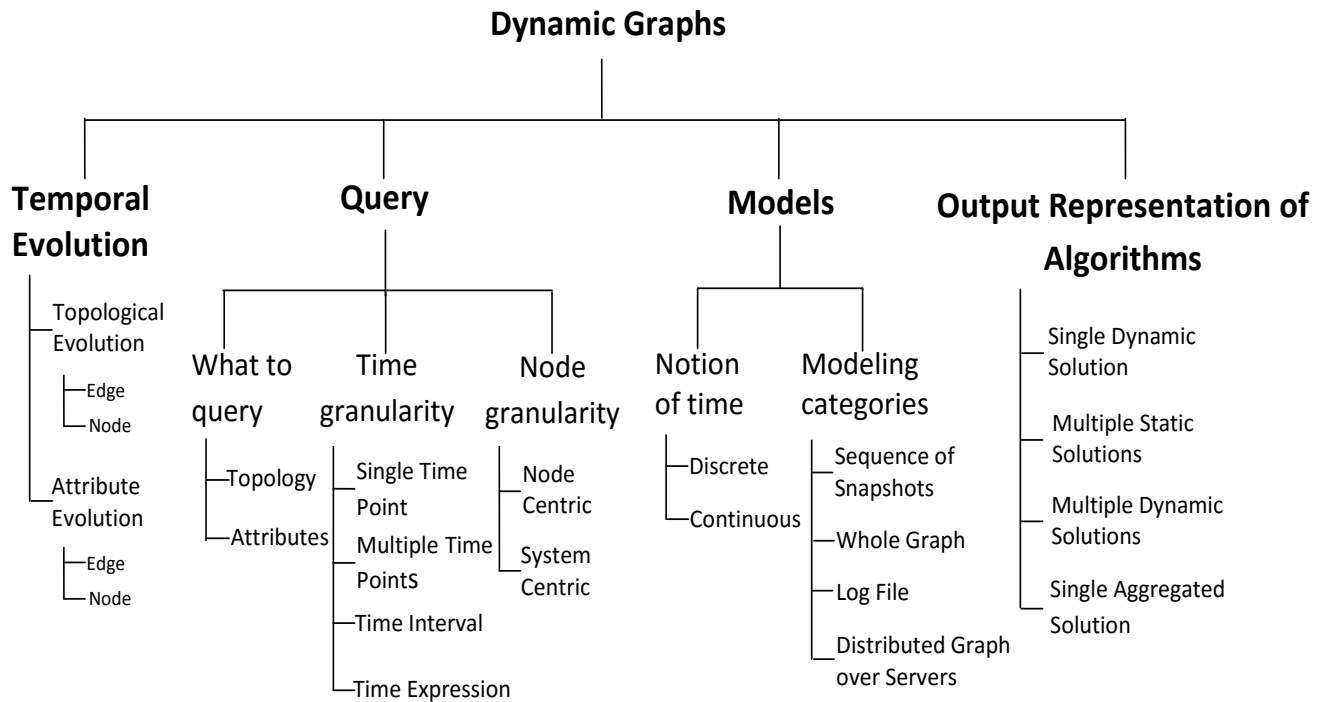 Dynamic Graphs
Temporal
Evolution
Topological
Evolution
Edge
Node
Attribute
Evolution
Edge
Node
Query
What to
query
Topology
Attributes
Time
granularity
Single Time
Point
Multiple Time
Points
Time Interval
Time Expression
Node
granularity
Node
Centric
System
Centric
Models
Notion
of time
Discrete
Continuous
Modeling
categories
Sequence of
Snapshots
Whole Graph
Log File
Distributed Graph
over Servers
Output Representation of
Algorithms
Single Dynamic
Solution
Multiple Static
Solutions
Multiple Dynamic
Solutions
Single Aggregated
Solution